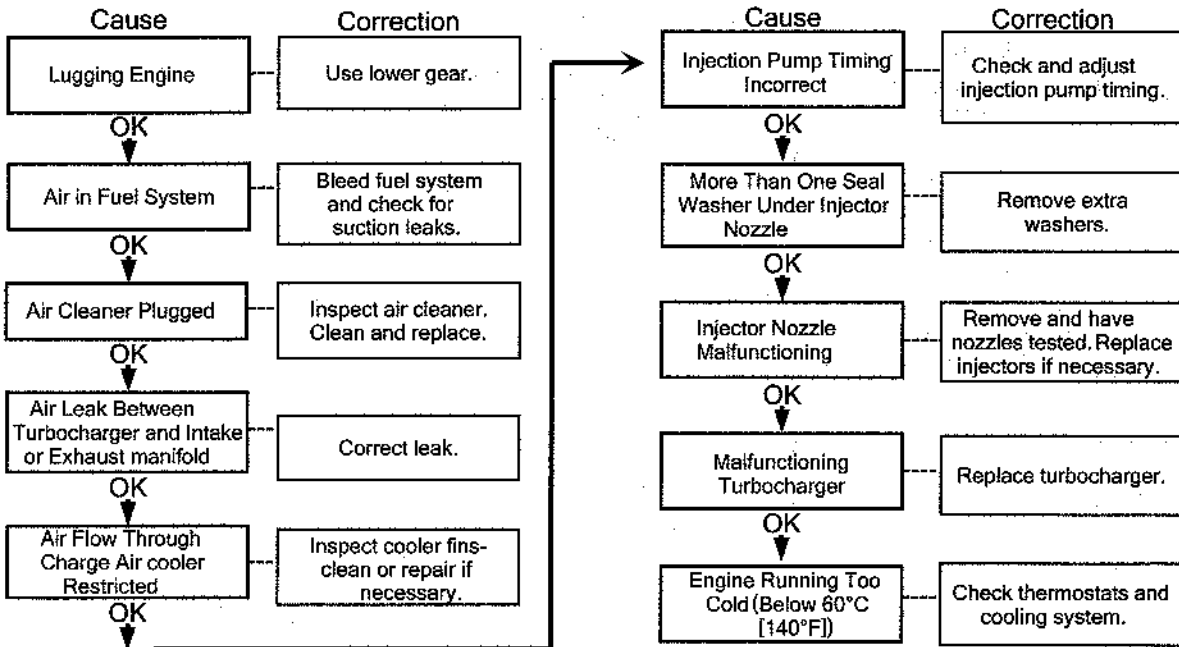 Cause
Correction
Lugging Engine
Use lower gear.
OK
Air in Fuel System
Bleed fuel system
and check for
suction leaks.
OK
Air Cleaner Plugged
Inspect air cleaner.
Clean and replace.
OK
Air Leak Between
Turbocharger and Intake
or Exhaust manifold
Correct leak.
OK
Air Flow Through
Charge Air cooler
Restricted
Inspect cooler fins-
clean or repair if
necessary.
OK
Cause
Correction
Injection Pump Timing
Incorrect
Check and adjust
injection pump timing.
OK
More Than One Seal
Washer Under Injector
Nozzle
Remove extra
washers.
OK
Injector Nozzle
Malfunctioning
Remove and have
nozzles tested. Replace
injectors if necessary.
OK
Malfunctioning
Turbocharger
Replace turbocharger.
OK
Engine Running Too
Cold (Below 60°C
[140°F])
Check thermostats and
cooling system.